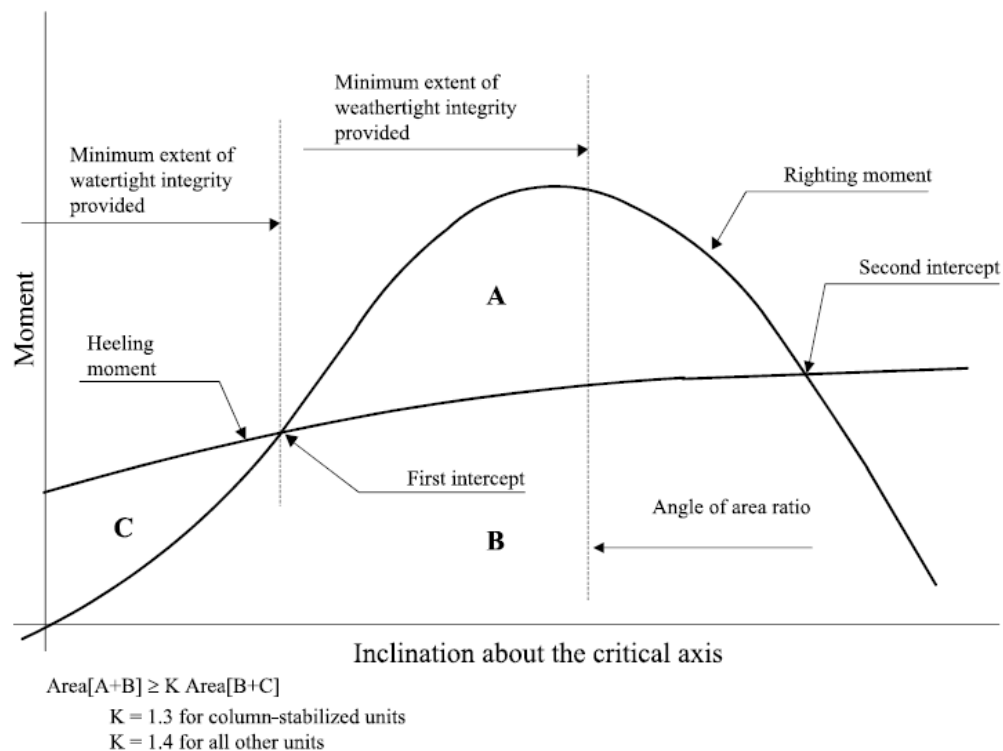 Minimum extent of
weathertight integrity
provided
Minimum extent of
watertight integrity
provided
Righting moment
Second intercept
A
Moment
Heeling
moment
First intercept
C
B
Angle of area ratio
Inclination about the critical axis
Area[A+B] ≥ K Area[B+C]
K = 1.3 for column-stabilized units
K = 1.4 for all other units